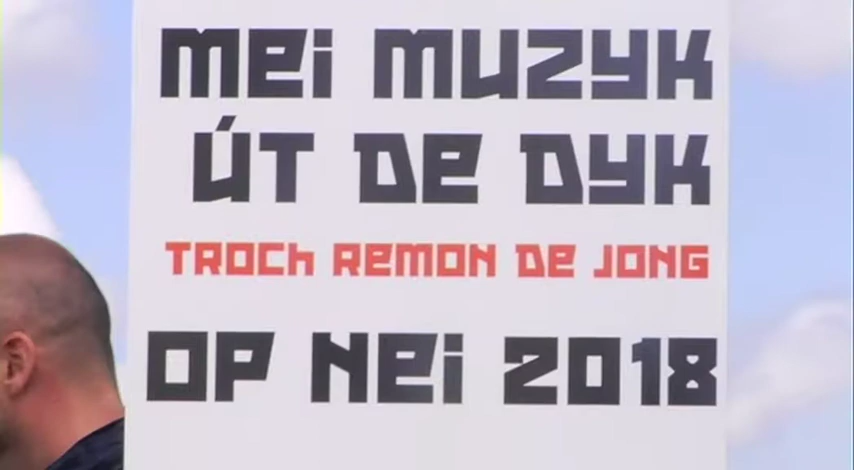 MEI MUZYK
ÚT DE DYK
TROCH REMON DE JONG
OP NEI 2018